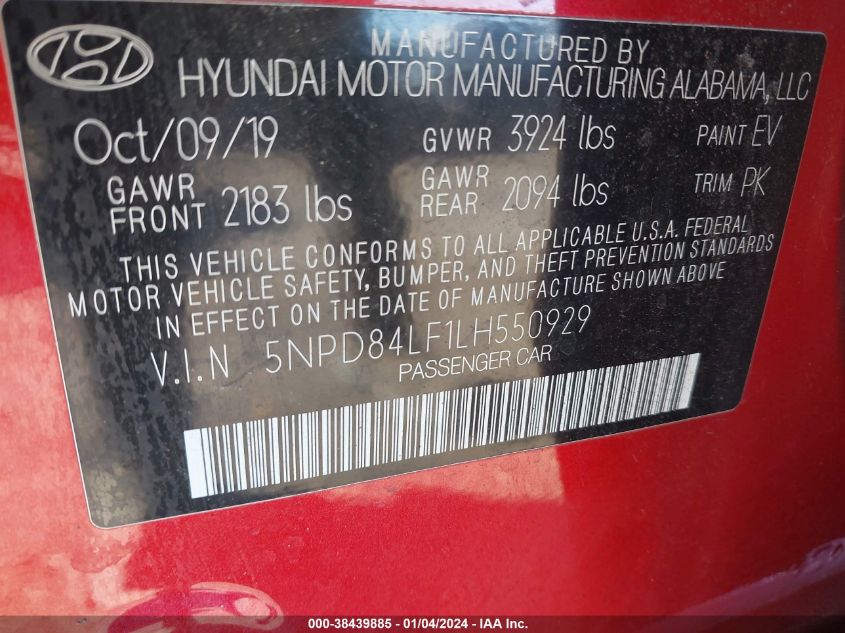 MANUFACTURED BY
HYUNDAI MOTOR MANUFACTURING ALABAMA, LLC
Oct/09/19 GVWR 3924 lbs PAINT EV
GAWR FRONT 2183 lbs GAWR REAR 2094 lbs TRIM PK
THIS VEHICLE CONFORMS TO ALL APPLICABLE U.S.A. FEDERAL
MOTOR VEHICLE SAFETY, BUMPER, AND THEFT PREVENTION STANDARDS
IN EFFECT ON THE DATE OF MANUFACTURE SHOWN ABOVE
V.I.N 5NPD84LF1LH550929
PASSENGER CAR
000-38439885 - 01/04/2024 - IAA Inc.